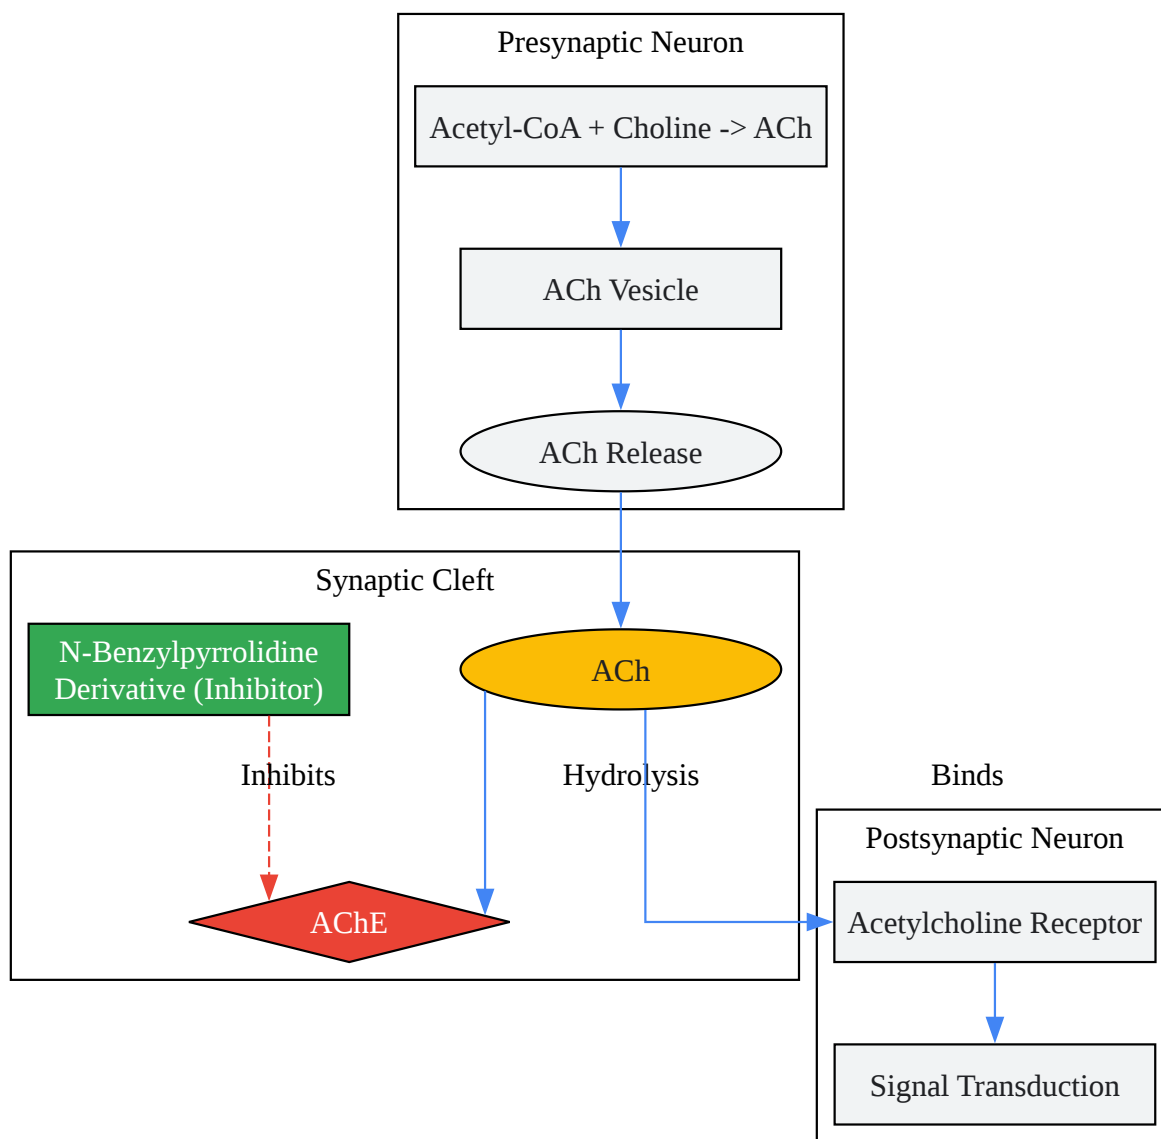 Presynaptic Neuron
Acetyl-CoA + Choline -> ACh
ACh Vesicle
ACh Release
Synaptic Cleft
N-Benzylpyrrolidine
Derivative (Inhibitor)
ACh
Inhibits
Hydrolysis
Binds
Postsynaptic Neuron
AChE
Acetylcholine Receptor
Signal Transduction